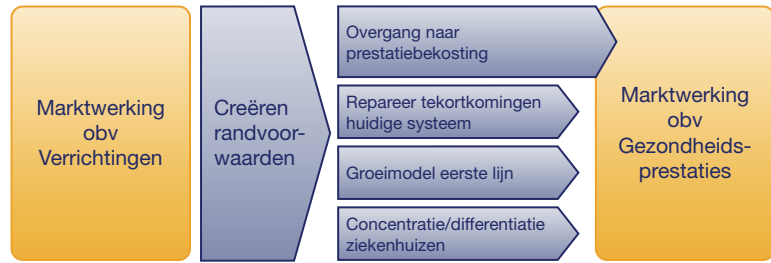 Marktwerking
obv
Verrichtingen
Creëren
randvoor-
waarden
Overgang naar
prestatiebekosting
Repareer tekortkomingen
huidige systeem
Groeimodel eerste lijn
Concentratie/differentiatie
ziekenhuizen
Marktwerking
obv
Gezondheids-
prestaties